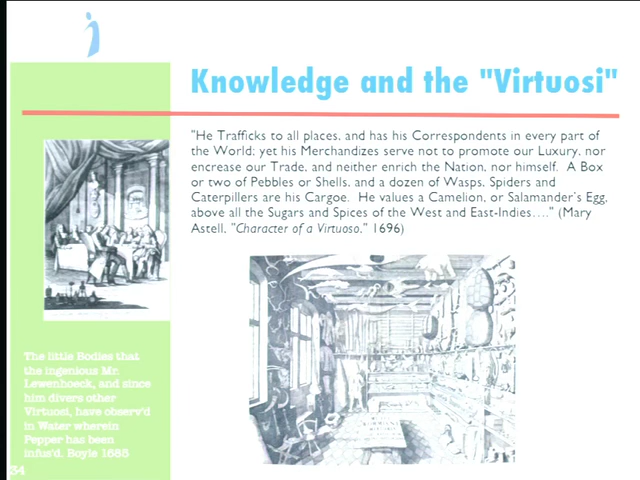 Knowledge and the "Virtuosi"
"He Trafficks to all places, and has his Correspondents in every part of
the World; yet his Merchandizes serve not to promote our Luxury, nor
encrease our Trade, and neither enrich the Nation, nor himself. A Box
or two of Pebbles or Shells, and a dozen of Wasps, Spiders and
Caterpillers are his Cargoe. He values a Camelion, or Salamander's Egg,
above all the Sugars and Spices of the West and East-Indies…." (Mary
Astell, "Character of a Virtuoso," 1696)
The little Bodies that
the ingenious Mr.
Lewenhoeck, and since
him divers other
Virtuosi, have observ'd
in Water wherein
Pepper has been
infus'd. Boyle 1685
34